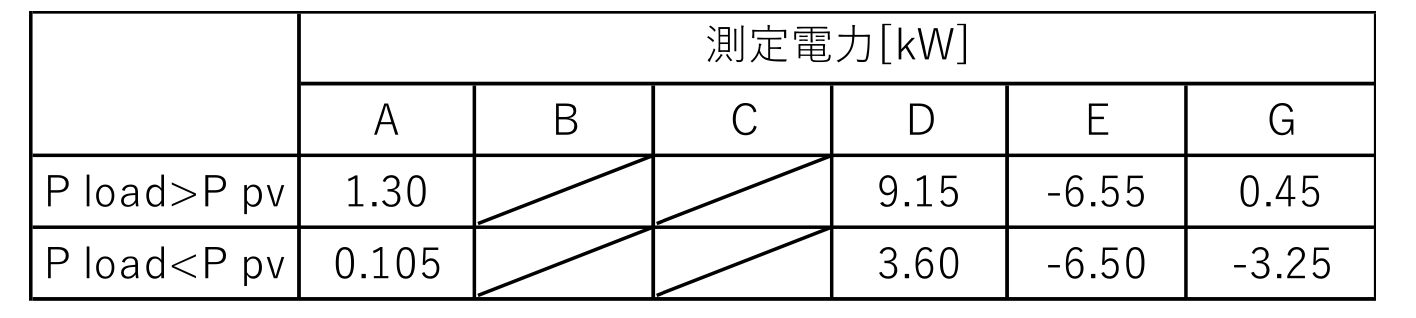 測定電力[kW]
A B C D E G
P load>P pv 1.30 9.15 -6.55 0.45
P load<P pv 0.105 3.60 -6.50 -3.25